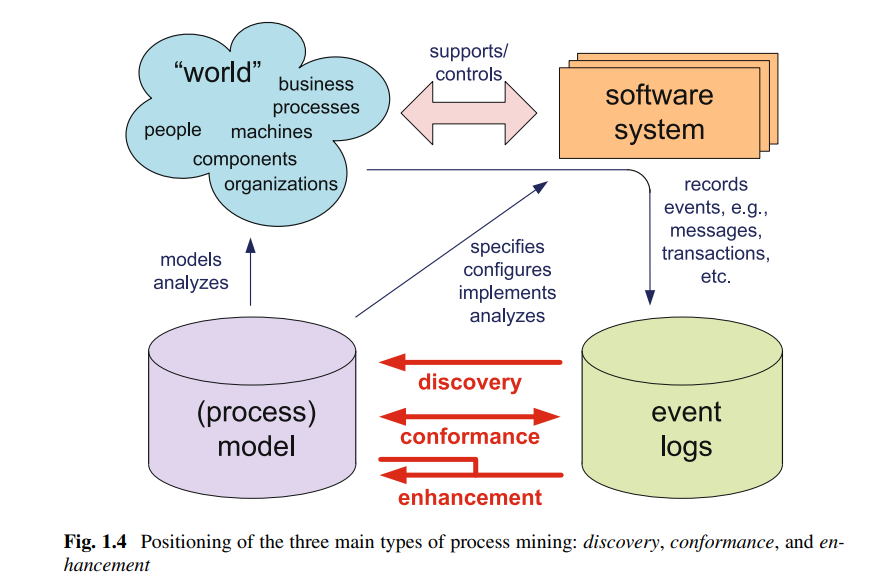 “world”
business
processes
people
machines
components
organizations
supports/
controls
software
system
records
events, e.g.,
messages,
transactions,
etc.
models
analyzes
specifies
configures
implements
analyzes
(process)
model
discovery
conformance
enhancement
event
logs
Fig. 1.4 Positioning of the three main types of process mining: discovery, conformance, and en-
hancement